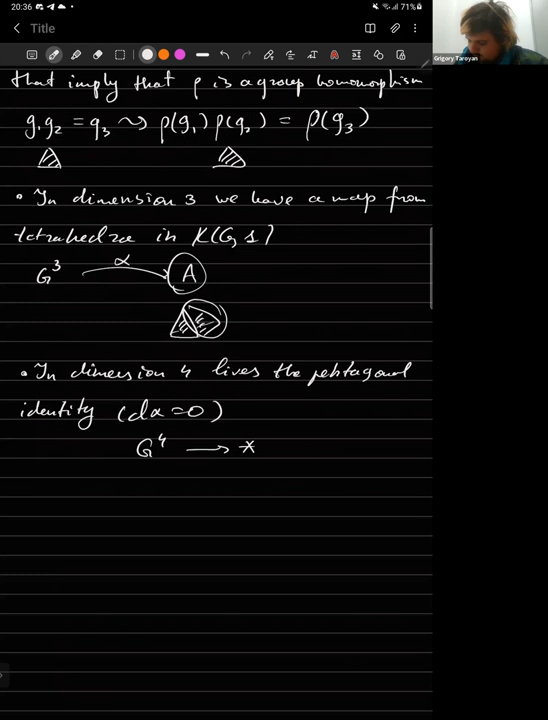 20:36
71%
Title
Grigory Taroyan
that imply that ρ is a group homomorphism
g₁g₂ = g₃ ⤳ ρ(g₁) ρ(g₂) = ρ(g₃)
• In dimension 3 we have a map from
tetrahedra in K(G, 1)
G³ α A
• In dimension 4 lives the pentagonal
identity (dα = 0)
G⁴ → *